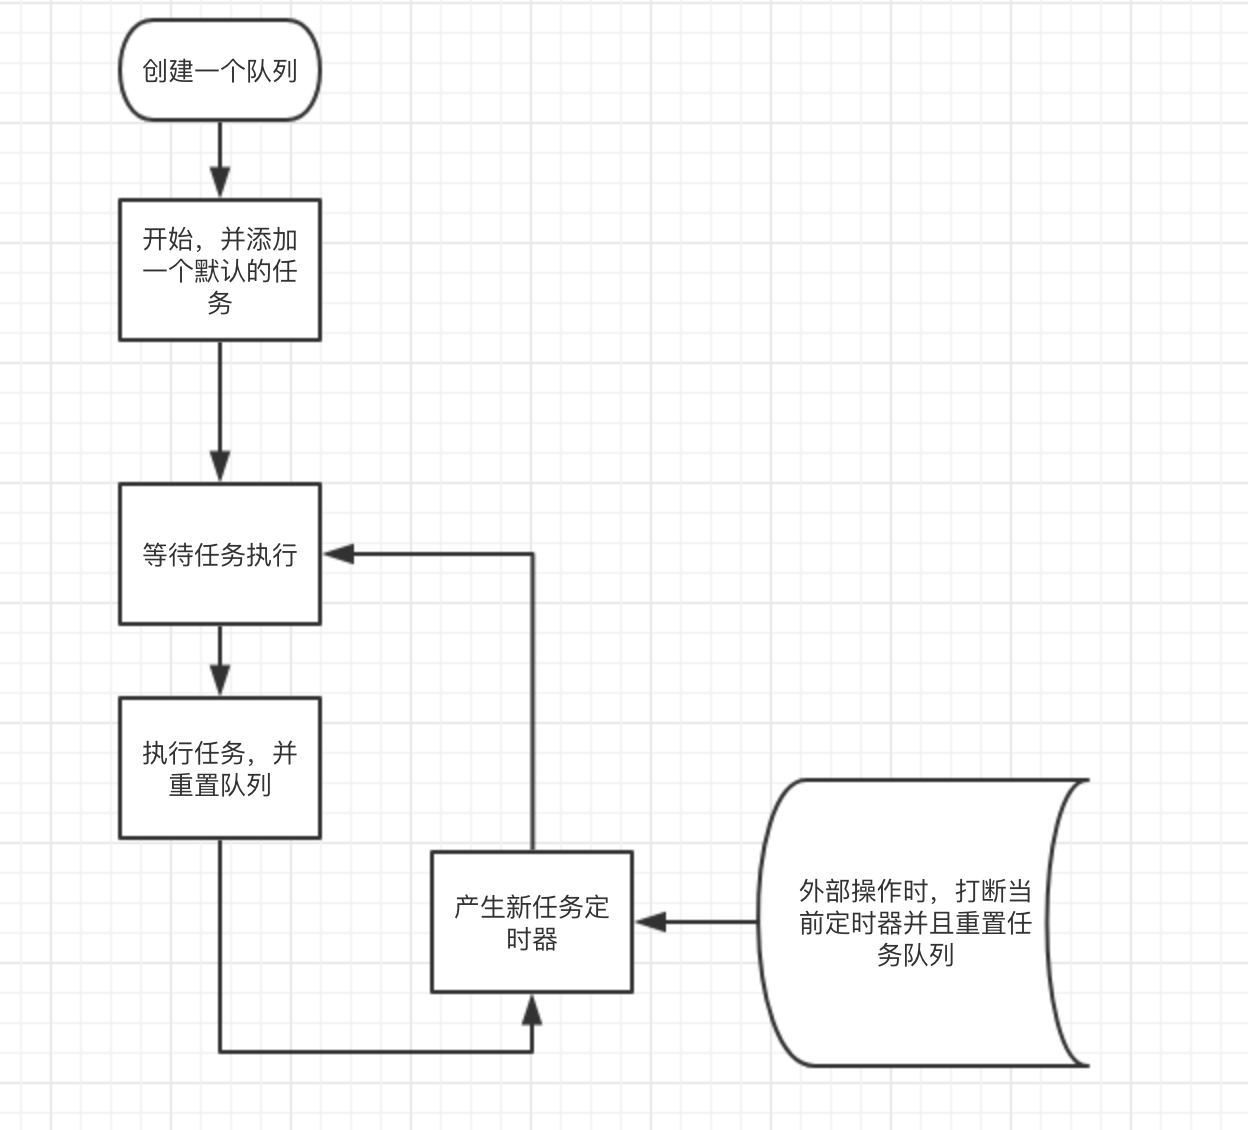 创建一个队列
开始，并添加
一个默认的任
务
等待任务执行
执行任务，并
重置队列
产生新任务定
时器
外部操作时，打断当
前定时器并且重置任
务队列